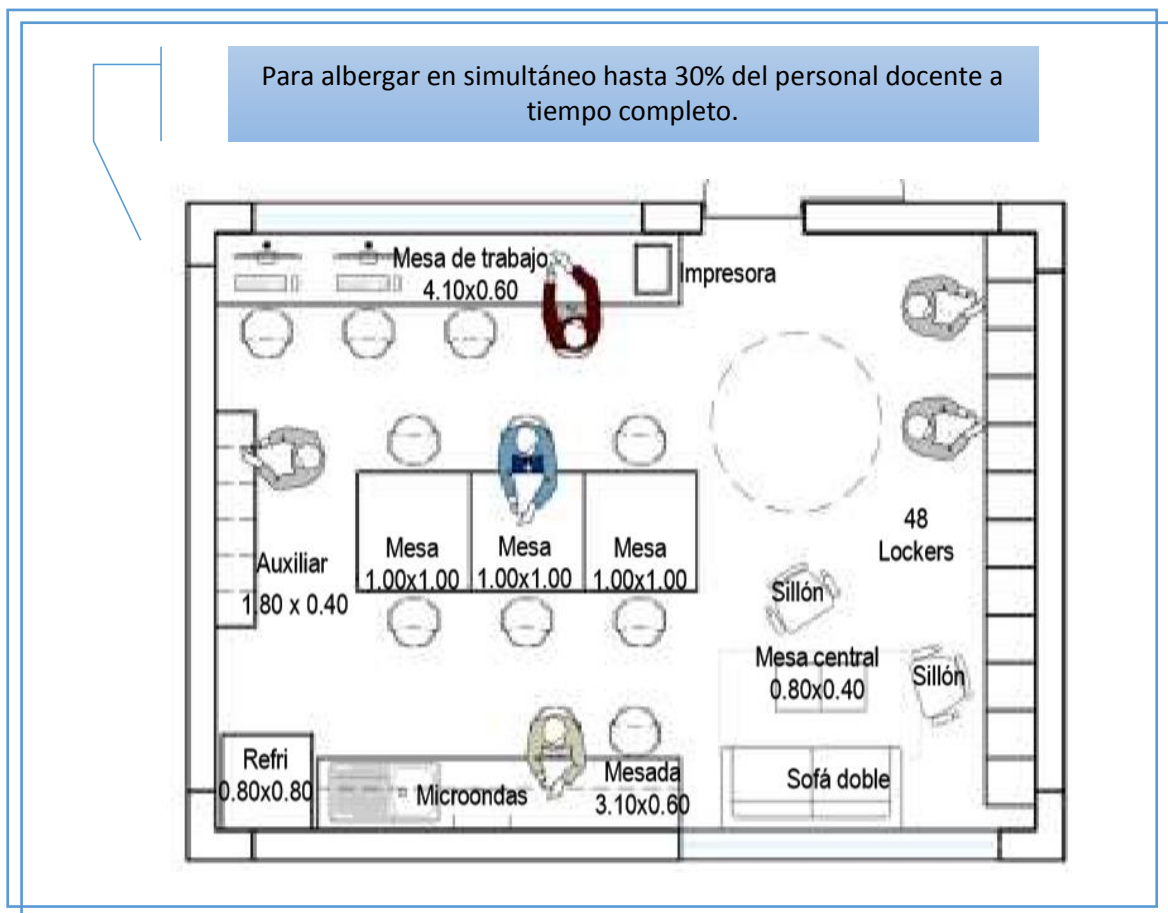 Para albergar en simultáneo hasta 30% del personal docente a
tiempo completo.
Mesa de trabajo
4.10x0.60
Impresora
48
Lockers
Auxiliar
1.80 x 0.40
Mesa
1.00x1.00
Mesa
1.00x1.00
Mesa
1.00x1.00
Sillón
Mesa central
0.80x0.40
Sillón
Refri
0.80x0.80
Microondas
Mesada
3.10x0.60
Sofá doble